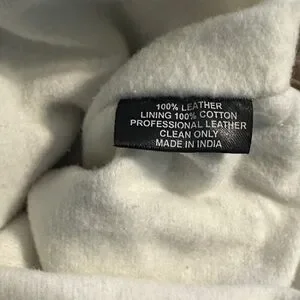 100% LEATHER
LINING 100% COTTON
PROFESSIONAL LEATHER
CLEAN ONLY
MADE IN INDIA